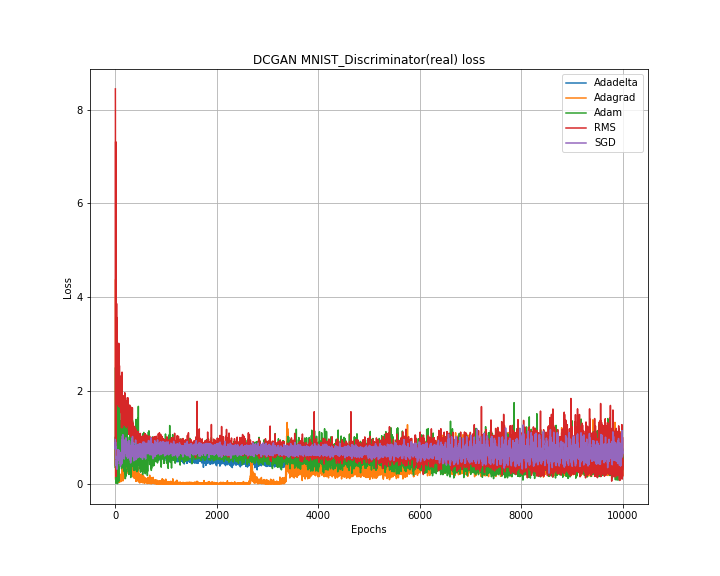 DCGAN MNIST_Discriminator(real) loss
Adadelta
Adagrad
Adam
RMS
SGD
8
6
4
2
0
Loss
0 2000 4000 6000 8000 10000
Epochs